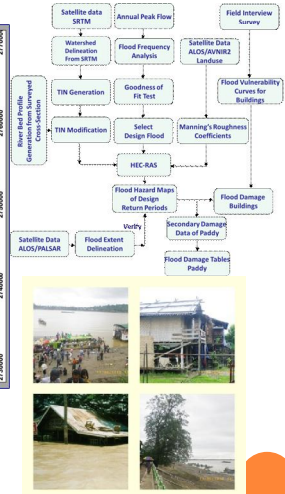 Satellite data
SRTM
Annual Peak Flow
Field Interview
Survey
Watershed
Delineation
From SRTM
Flood Frequency
Analysis
Satellite Data
ALOS/AVNIR2
Landuse
River Bed Profile
Generation from Surveyed
Cross-Section
TIN Generation
Goodness of
Fit Test
Flood Vulnerability
Curves for
Buildings
TIN Modification
Select
Design Flood
Manning's Roughness
Coefficients
HEC-RAS
Flood Hazard Maps
of Design
Return Periods
Flood Damage
Buildings
Verify
Secondary Damage
Data of Paddy
Satellite Data
ALOS/PALSAR
Flood Extent
Delineation
Flood Damage Tables
Paddy
2760000
2750000
2740000